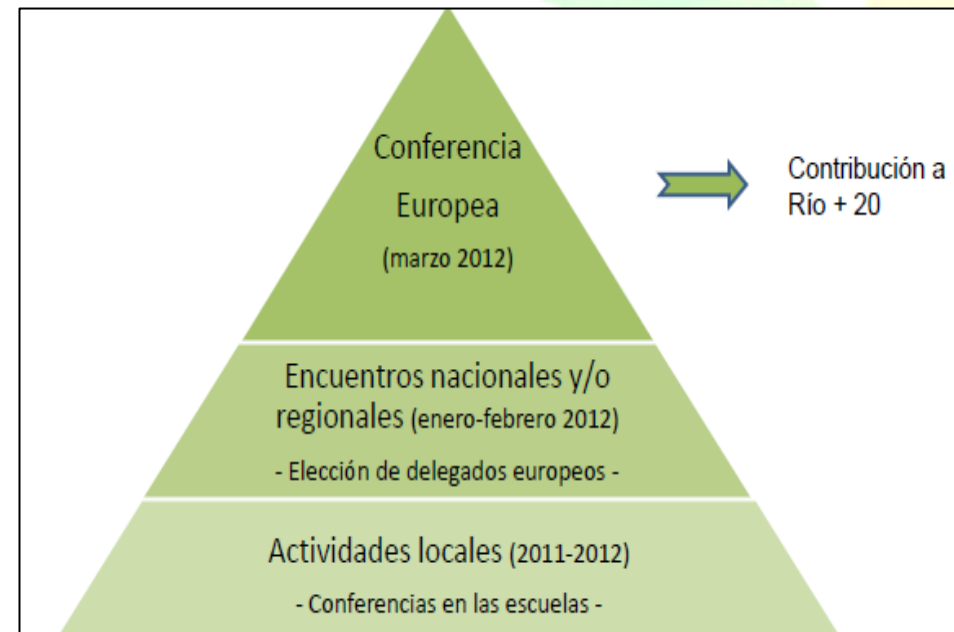 Conferencia
Europea
(marzo 2012)
Contribución a
Río + 20
Encuentros nacionales y/o
regionales (enero-febrero 2012)
- Elección de delegados europeos -
Actividades locales (2011-2012)
- Conferencias en las escuelas -